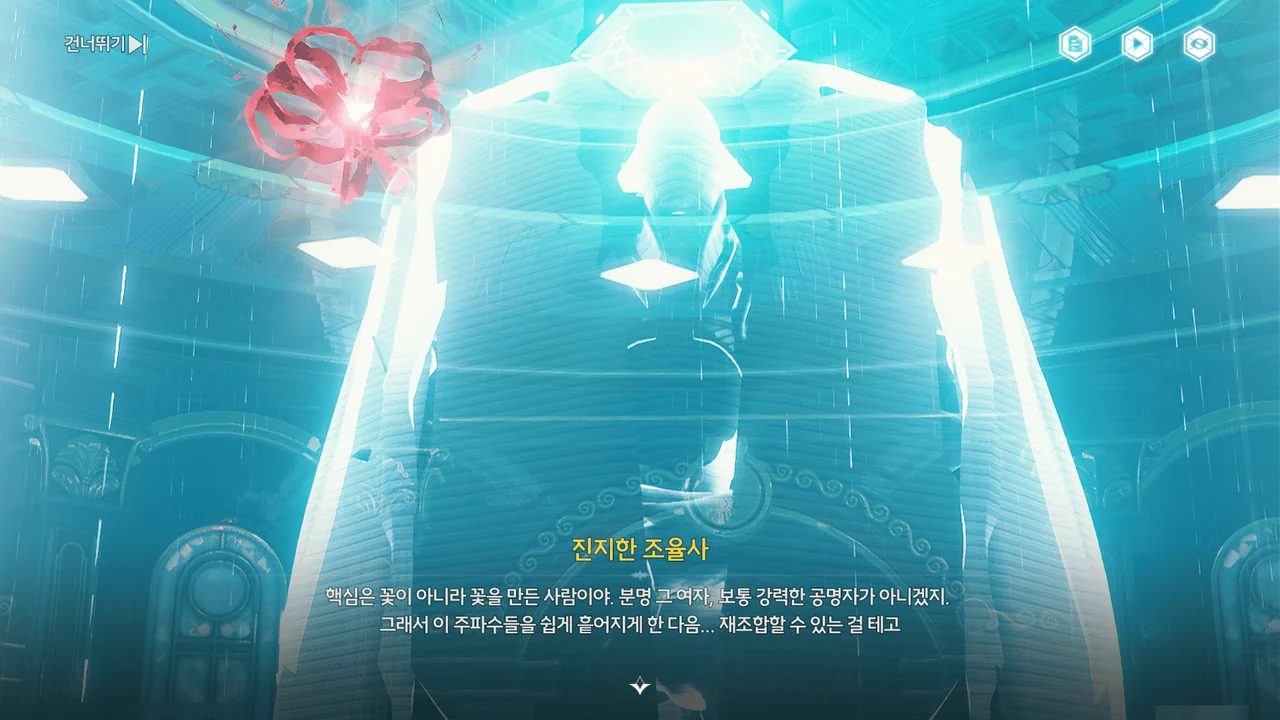 건너뛰기
진지한 조율사
핵심은 꽃이 아니라 꽃을 만든 사람이야. 분명 그 여자, 보통 강력한 공명자가 아니겠지.
그래서 이 주파수들을 쉽게 흩어지게 한 다음... 재조합할 수 있는 걸 테고